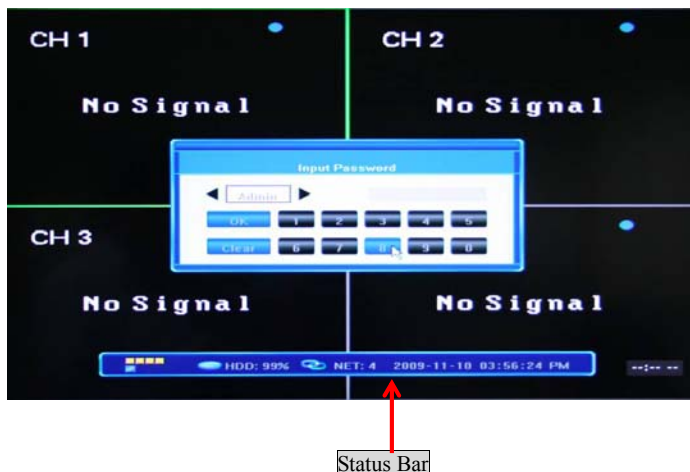 CH 1
CH 2
No Signal
No Signal
Input Password
Admin
OK 1 2 3 4 5
Clear 6 7 8 9 0
CH 3
No Signal
No Signal
HDD: 99% NET: 4 2009-11-10 03:56:24 PM
--:-- --
Status Bar